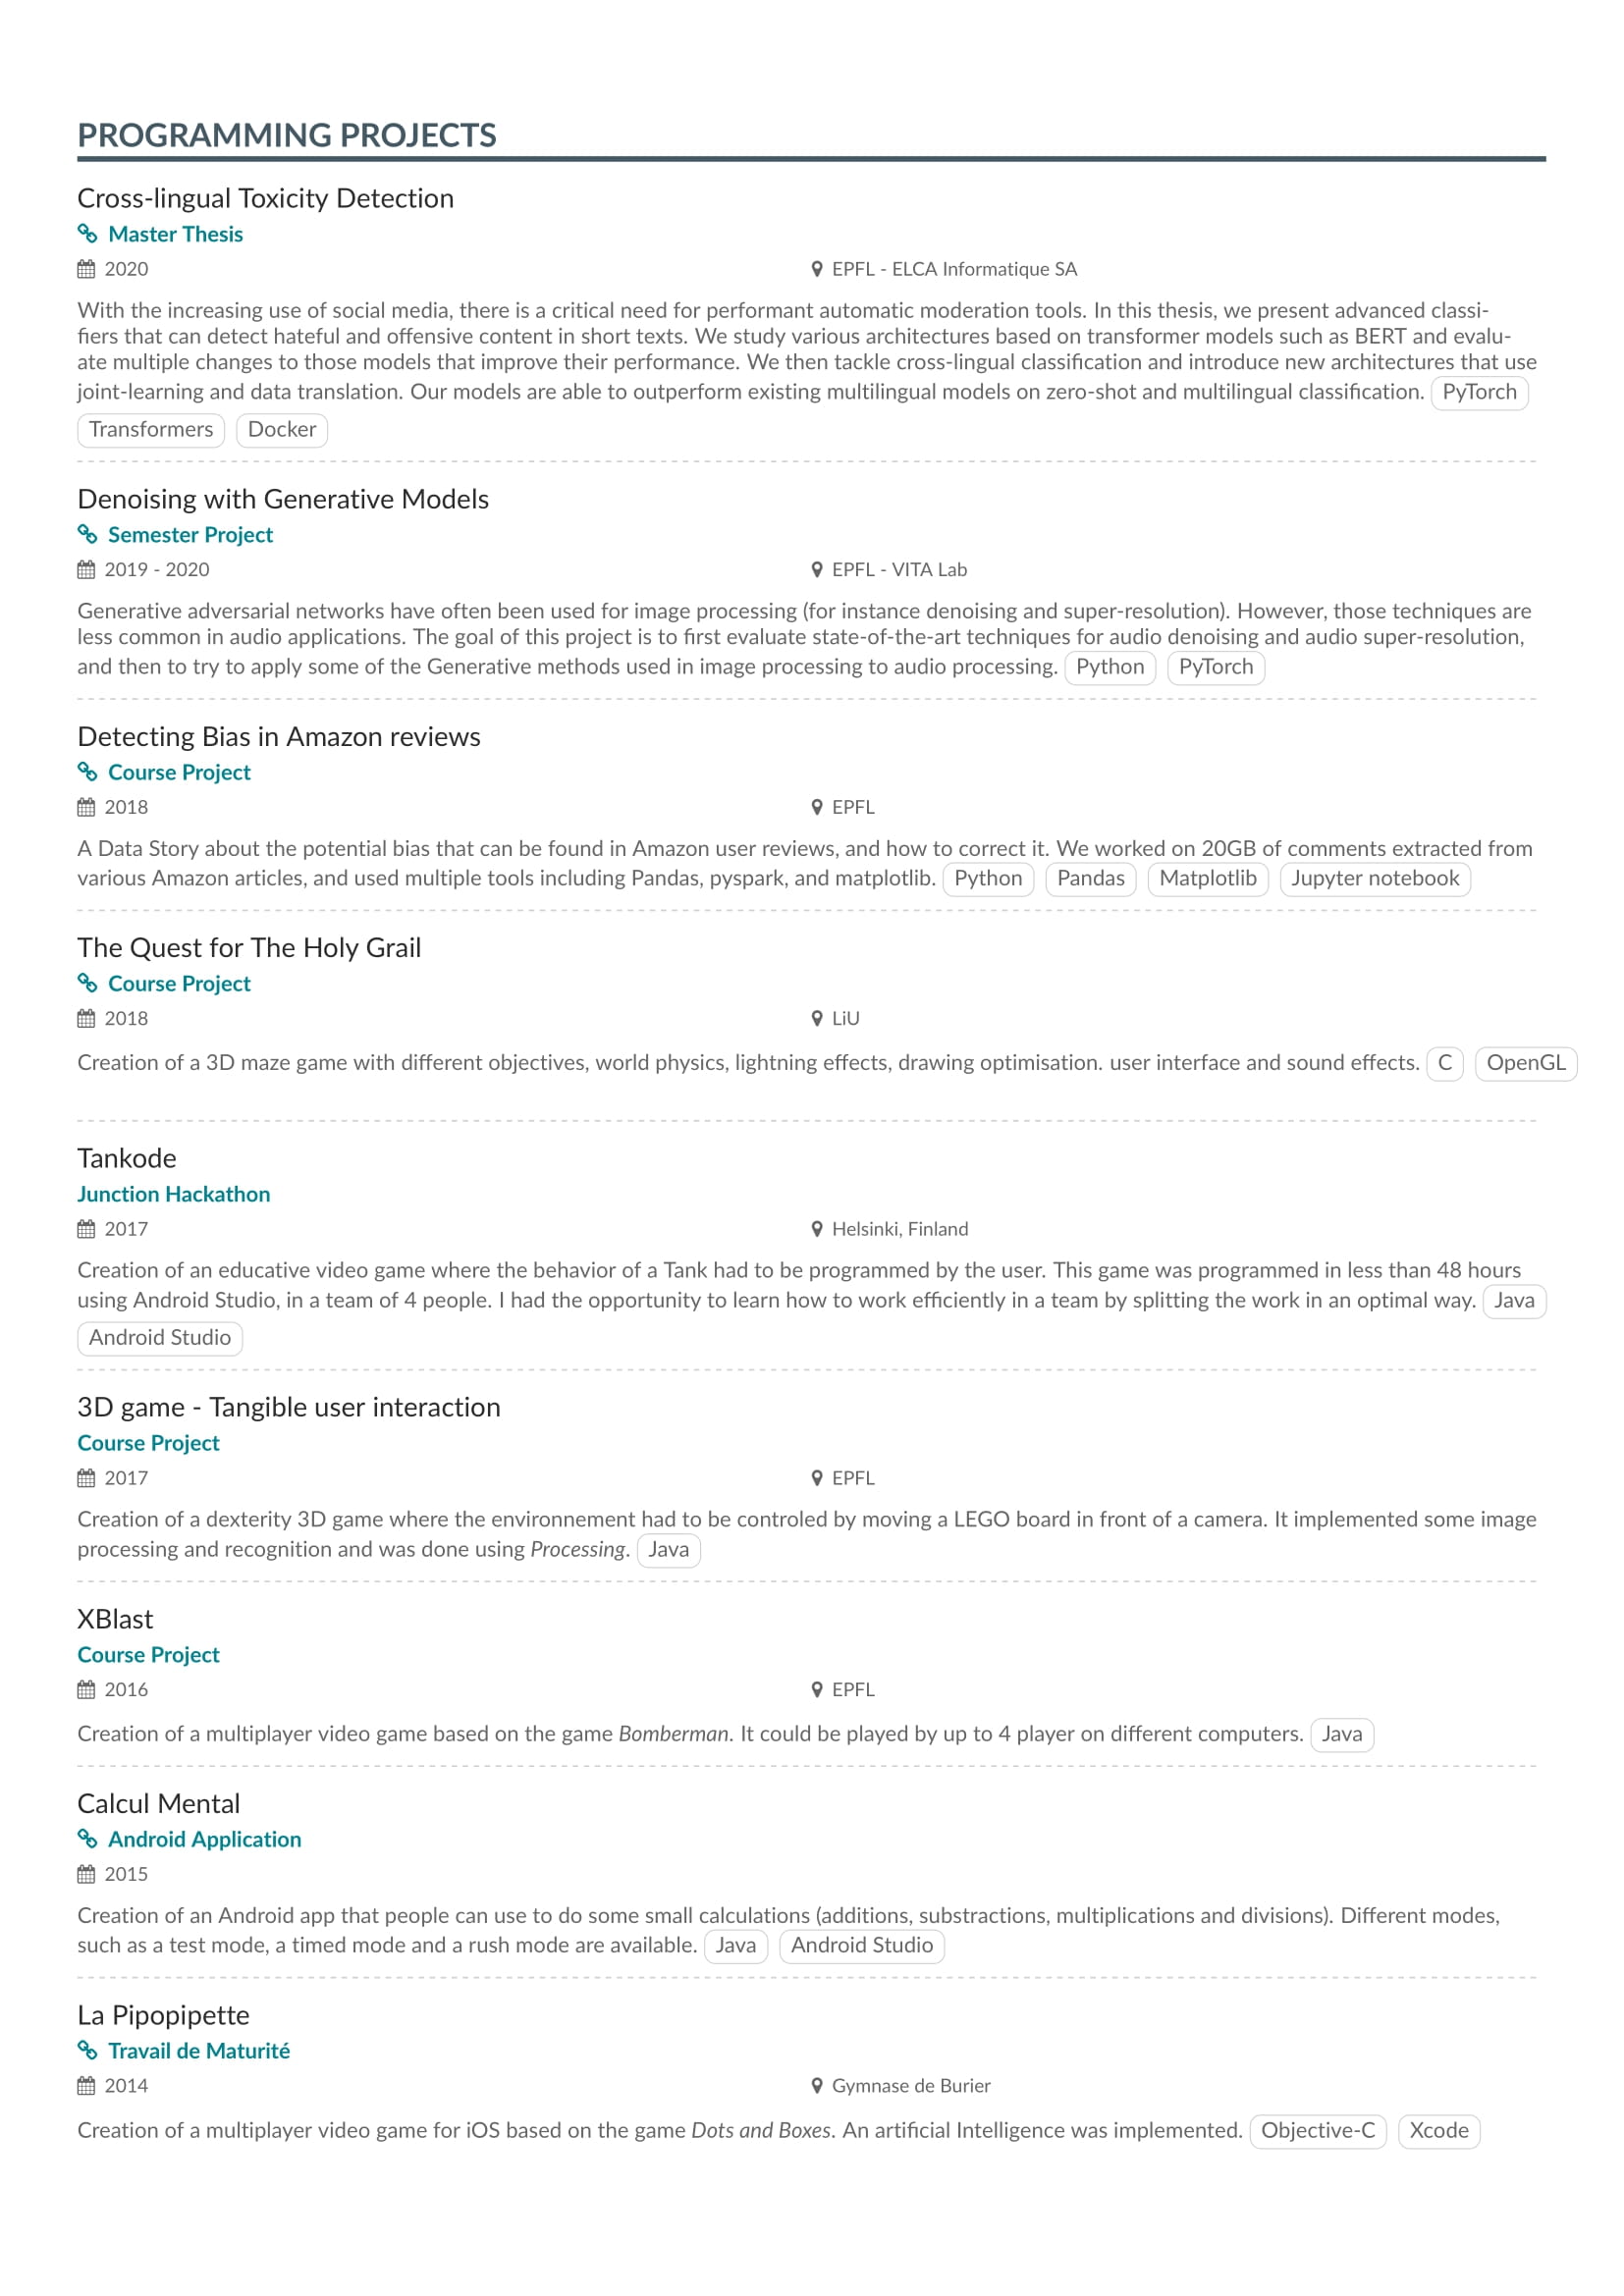 PROGRAMMING PROJECTS
Cross-lingual Toxicity Detection
Master Thesis
2020 EPFL - ELCA Informatique SA
With the increasing use of social media, there is a critical need for performant automatic moderation tools. In this thesis, we present advanced classi-
fiers that can detect hateful and offensive content in short texts. We study various architectures based on transformer models such as BERT and evalu-
ate multiple changes to those models that improve their performance. We then tackle cross-lingual classification and introduce new architectures that use
joint-learning and data translation. Our models are able to outperform existing multilingual models on zero-shot and multilingual classification. PyTorch
Transformers Docker
Denoising with Generative Models
Semester Project
2019 - 2020 EPFL - VITA Lab
Generative adversarial networks have often been used for image processing (for instance denoising and super-resolution). However, those techniques are
less common in audio applications. The goal of this project is to first evaluate state-of-the-art techniques for audio denoising and audio super-resolution,
and then to try to apply some of the Generative methods used in image processing to audio processing. Python PyTorch
Detecting Bias in Amazon reviews
Course Project
2018 EPFL
A Data Story about the potential bias that can be found in Amazon user reviews, and how to correct it. We worked on 20GB of comments extracted from
various Amazon articles, and used multiple tools including Pandas, pyspark, and matplotlib. Python Pandas Matplotlib Jupyter notebook
The Quest for The Holy Grail
Course Project
2018 LiU
Creation of a 3D maze game with different objectives, world physics, lightning effects, drawing optimisation. user interface and sound effects. C OpenGL
Tankode
Junction Hackathon
2017 Helsinki, Finland
Creation of an educative video game where the behavior of a Tank had to be programmed by the user. This game was programmed in less than 48 hours
using Android Studio, in a team of 4 people. I had the opportunity to learn how to work efficiently in a team by splitting the work in an optimal way. Java
Android Studio
3D game - Tangible user interaction
Course Project
2017 EPFL
Creation of a dexterity 3D game where the environnement had to be controled by moving a LEGO board in front of a camera. It implemented some image
processing and recognition and was done using Processing. Java
XBlast
Course Project
2016 EPFL
Creation of a multiplayer video game based on the game Bomberman. It could be played by up to 4 player on different computers. Java
Calcul Mental
Android Application
2015
Creation of an Android app that people can use to do some small calculations (additions, substractions, multiplications and divisions). Different modes,
such as a test mode, a timed mode and a rush mode are available. Java Android Studio
La Pipopipette
Travail de Maturité
2014 Gymnase de Burier
Creation of a multiplayer video game for iOS based on the game Dots and Boxes. An artificial Intelligence was implemented. Objective-C Xcode